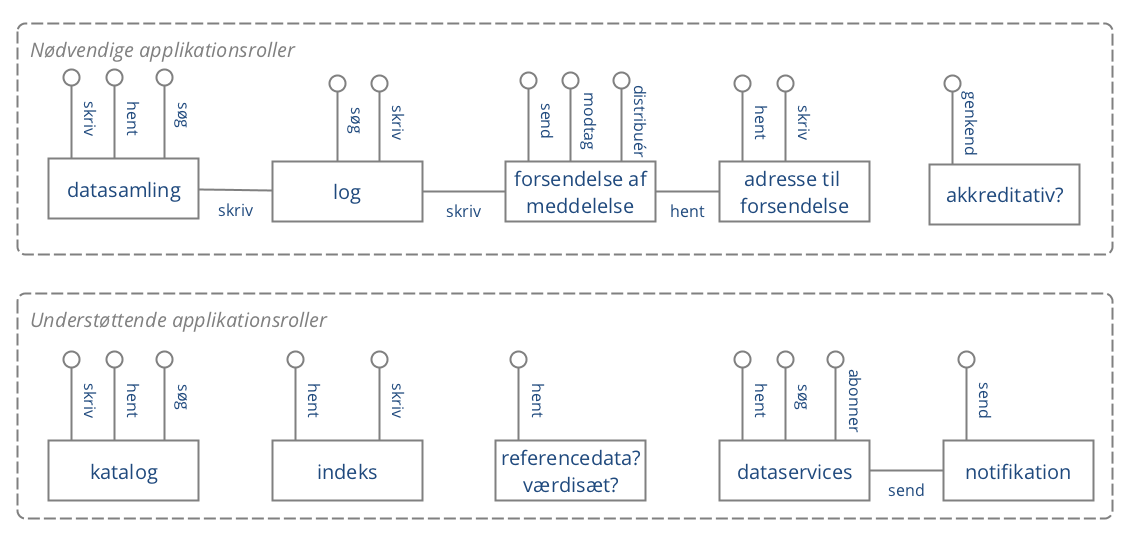 Nødvendige applikationsroller
skriv
hent
søg
søg
skriv
send
modtag
distribuér
hent
skriv
genkend
datasamling
skriv
log
skriv
forsendelse af
meddelelse
hent
adresse til
forsendelse
akkreditativ?
Understøttende applikationsroller
skriv
hent
søg
hent
skriv
hent
hent
søg
abonner
send
katalog
indeks
referencedata?
værdisæt?
dataservices
send
notifikation